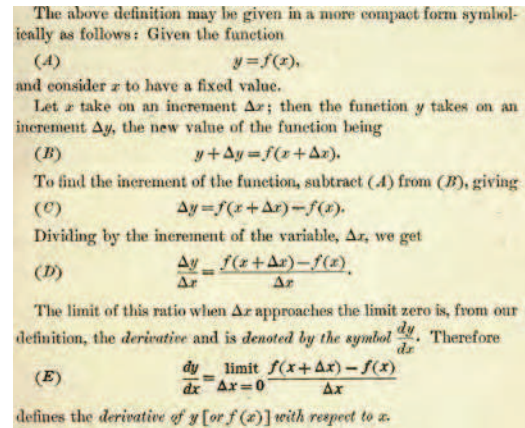 The above definition may be given in a more compact form symbol-
ically as follows: Given the function
(A) y = f(x),
and consider x to have a fixed value.
Let x take on an increment Δx; then the function y takes on an
increment Δy, the new value of the function being
(B) y + Δy = f(x + Δx).
To find the increment of the function, subtract (A) from (B), giving
(C) Δy = f(x + Δx) − f(x).
Dividing by the increment of the variable, Δx, we get
(D) Δy/Δx = f(x + Δx) − f(x)/Δx.
The limit of this ratio when Δx approaches the limit zero is, from our
definition, the derivative and is denoted by the symbol dy/dx. Therefore
(E) dy/dx = limit Δx = 0 f(x + Δx) − f(x)/Δx
defines the derivative of y [or f(x)] with respect to x.